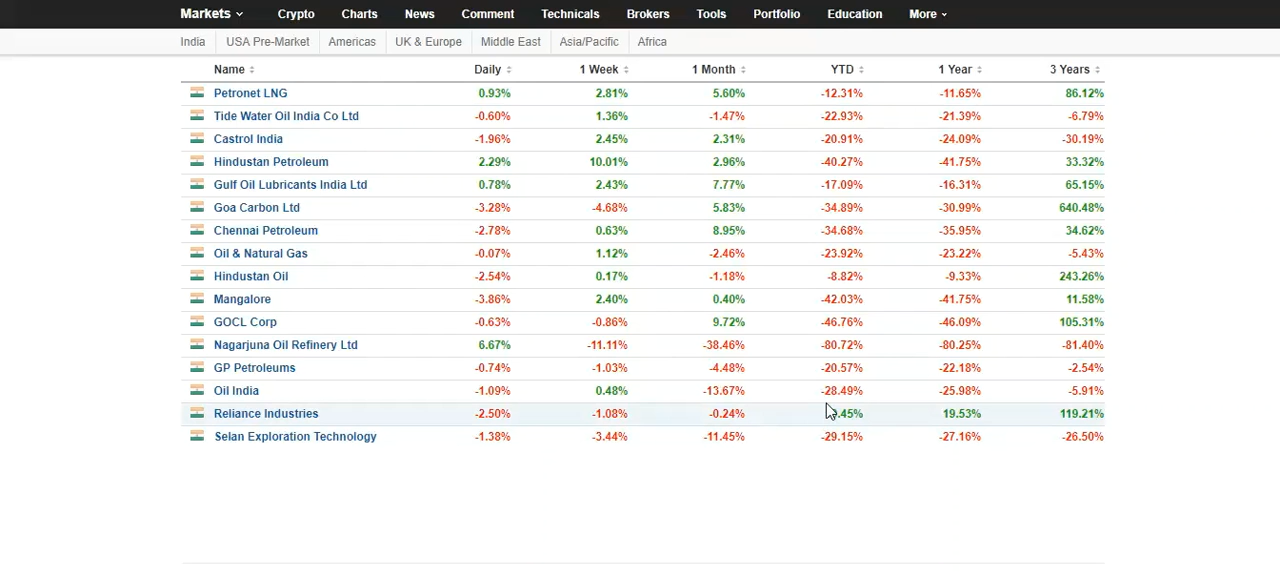 Markets Crypto Charts News Comment Technicals Brokers Tools Portfolio Education More
India USA Pre-Market Americas UK & Europe Middle East Asia/Pacific Africa
Name Daily 1 Week 1 Month YTD 1 Year 3 Years
Petronet LNG 0.93% 2.81% 5.60% -12.31% -11.65% 86.12%
Tide Water Oil India Co Ltd -0.60% 1.36% -1.47% -22.93% -21.39% -6.79%
Castrol India -1.96% 2.45% 2.31% -20.91% -24.09% -30.19%
Hindustan Petroleum 2.29% 10.01% 2.96% -40.27% -41.75% 33.32%
Gulf Oil Lubricants India Ltd 0.78% 2.43% 7.77% -17.09% -16.31% 65.15%
Goa Carbon Ltd -3.28% -4.68% 5.83% -34.89% -30.99% 640.48%
Chennai Petroleum -2.78% 0.63% 8.95% -34.68% -35.95% 34.62%
Oil & Natural Gas -0.07% 1.12% -2.46% -23.92% -23.22% -5.43%
Hindustan Oil -2.54% 0.17% -1.18% -8.82% -9.33% 243.26%
Mangalore -3.86% 2.40% 0.40% -42.03% -41.75% 11.58%
GOCL Corp -0.63% -0.86% 9.72% -46.76% -46.09% 105.31%
Nagarjuna Oil Refinery Ltd 6.67% -11.11% -38.46% -80.72% -80.25% -81.40%
GP Petroleums -0.74% -1.03% -4.48% -20.57% -22.18% -2.54%
Oil India -1.09% 0.48% -13.67% -28.49% -25.98% -5.91%
Reliance Industries -2.50% -1.08% -0.24% .45% 19.53% 119.21%
Selan Exploration Technology -1.38% -3.44% -11.45% -29.15% -27.16% -26.50%